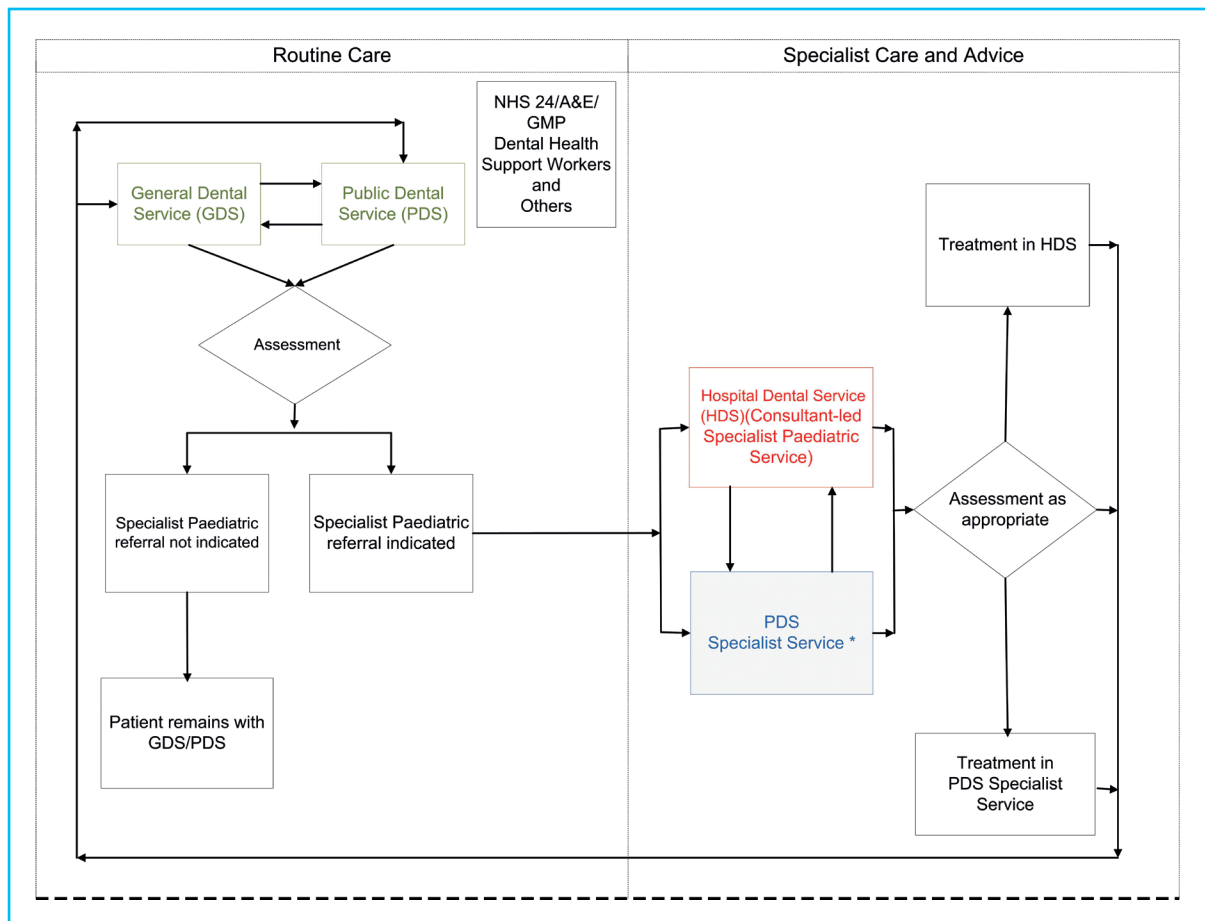 Routine Care
Specialist Care and Advice
NHS 24/A&E/
GMP
Dental Health
Support Workers
and
Others
General Dental
Service (GDS)
Public Dental
Service (PDS)
Assessment
Specialist Paediatric
referral not indicated
Specialist Paediatric
referral indicated
Patient remains with
GDS/PDS
Hospital Dental Service
(HDS)(Consultant-led
Specialist Paediatric
Service)
PDS
Specialist Service *
Treatment in HDS
Assessment as
appropriate
Treatment in
PDS Specialist
Service